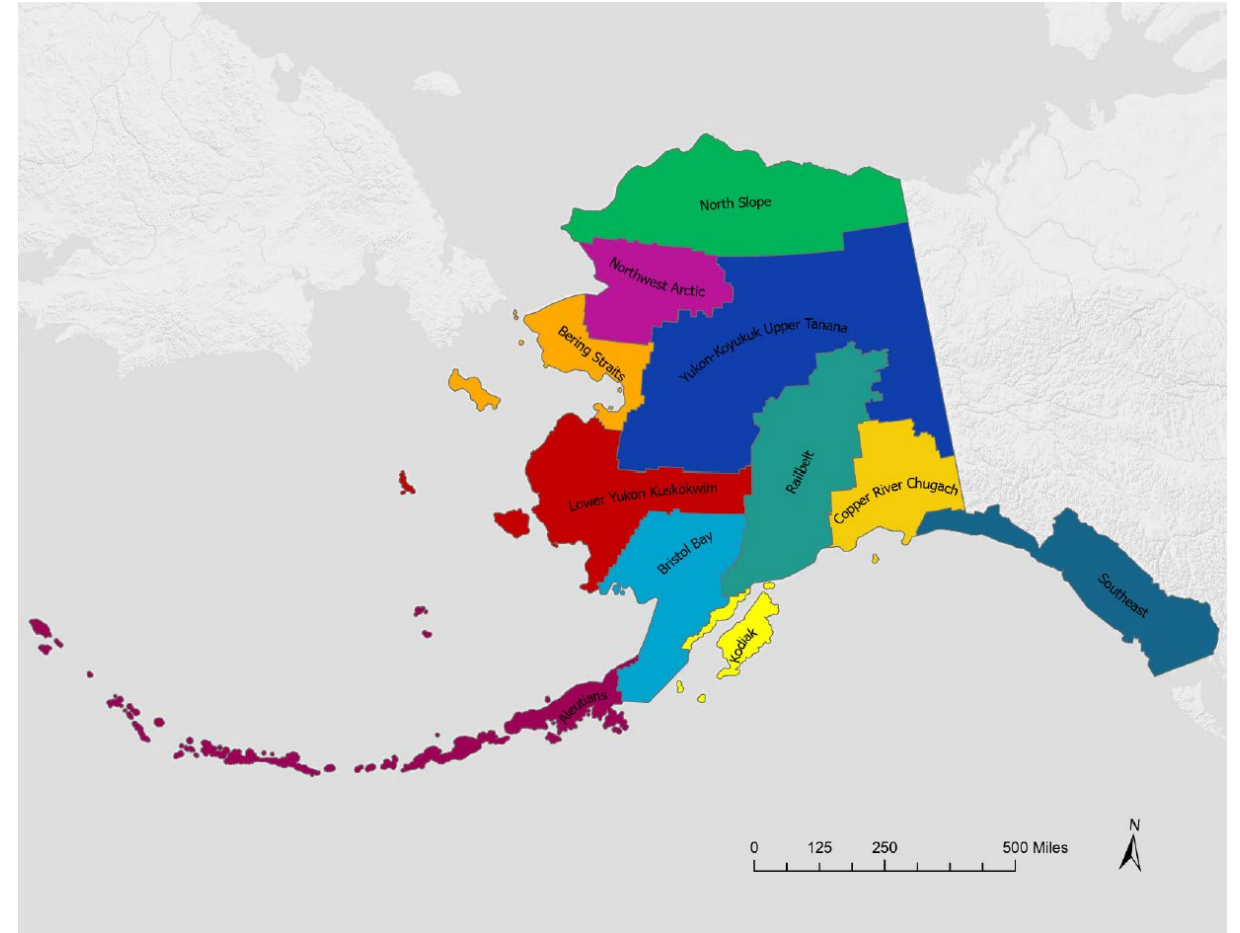 North Slope
Northwest Arctic
Bering Straits
Yukon-Koyukuk Upper Tanana
Railbelt
Lower Yukon Kuskokwim
Copper River Chugach
Bristol Bay
Southeast
Kodiak
Aleutians
N
0 125 250 500 Miles